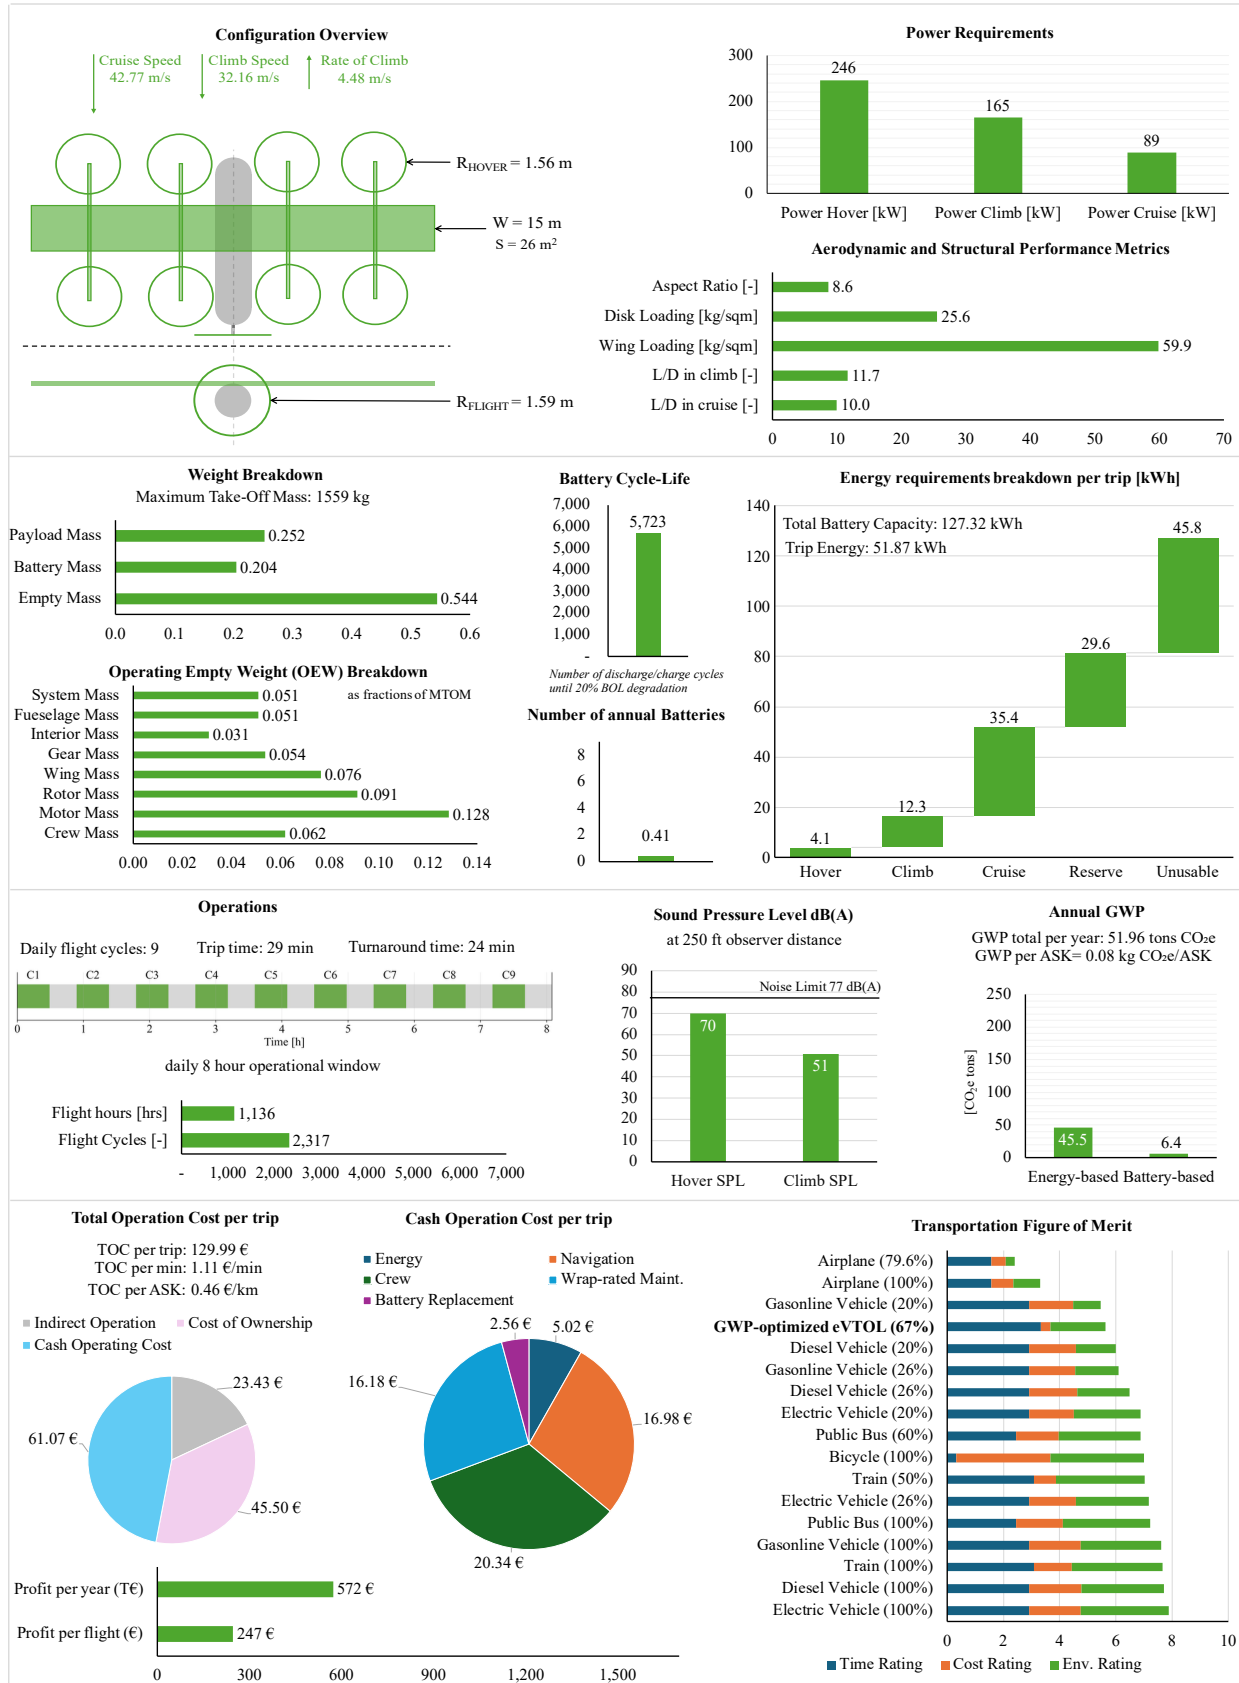 Configuration Overview
Cruise Speed
42.77 m/s
Climb Speed
32.16 m/s
Rate of Climb
4.48 m/s
R_HOVER = 1.56 m
W = 15 m
S = 26 m²
R_FLIGHT = 1.59 m
Power Requirements
300
200
100
0
246
165
89
Power Hover [kW]
Power Climb [kW]
Power Cruise [kW]
Aerodynamic and Structural Performance Metrics
Aspect Ratio [-]
8.6
Disk Loading [kg/sqm]
25.6
Wing Loading [kg/sqm]
59.9
L/D in climb [-]
11.7
L/D in cruise [-]
10.0
0 10 20 30 40 50 60 70
Weight Breakdown
Maximum Take-Off Mass: 1559 kg
Payload Mass
0.252
Battery Mass
0.204
Empty Mass
0.544
0.0 0.1 0.2 0.3 0.4 0.5 0.6
Operating Empty Weight (OEW) Breakdown
as fractions of MTOM
System Mass
0.051
Fueselage Mass
0.051
Interior Mass
0.031
Gear Mass
0.054
Wing Mass
0.076
Rotor Mass
0.091
Motor Mass
0.128
Crew Mass
0.062
0.00 0.02 0.04 0.06 0.08 0.10 0.12 0.14
Battery Cycle-Life
7,000
6,000
5,000
4,000
3,000
2,000
1,000
-
5,723
Number of discharge/charge cycles
until 20% BOL degradation
Number of annual Batteries
8
6
4
2
0
0.41
Energy requirements breakdown per trip [kWh]
Total Battery Capacity: 127.32 kWh
Trip Energy: 51.87 kWh
140
120
100
80
60
40
20
0
4.1
12.3
35.4
29.6
45.8
Hover
Climb
Cruise
Reserve
Unusable
Operations
Daily flight cycles: 9
Trip time: 29 min
Turnaround time: 24 min
C1 C2 C3 C4 C5 C6 C7 C8 C9
0 1 2 3 4 5 6 7 8
Time [h]
daily 8 hour operational window
Flight hours [hrs]
1,136
Flight Cycles [-]
2,317
- 1,000 2,000 3,000 4,000 5,000 6,000 7,000
Sound Pressure Level dB(A)
at 250 ft observer distance
90
80
70
60
50
40
30
20
10
0
Noise Limit 77 dB(A)
70
51
Hover SPL
Climb SPL
Annual GWP
GWP total per year: 51.96 tons CO₂e
GWP per ASK= 0.08 kg CO₂e/ASK
[CO₂e tons]
250
200
150
100
50
0
45.5
6.4
Energy-based
Battery-based
Total Operation Cost per trip
TOC per trip: 129.99 €
TOC per min: 1.11 €/min
TOC per ASK: 0.46 €/km
Indirect Operation
Cost of Ownership
Cash Operating Cost
23.43 €
61.07 €
45.50 €
Cash Operation Cost per trip
Energy
Navigation
Crew
Wrap-rated Maint.
Battery Replacement
2.56 €
5.02 €
16.18 €
16.98 €
20.34 €
Profit per year (T€)
572 €
Profit per flight (€)
247 €
0 300 600 900 1,200 1,500
Transportation Figure of Merit
Airplane (79.6%)
Airplane (100%)
Gasonline Vehicle (20%)
GWP-optimized eVTOL (67%)
Diesel Vehicle (20%)
Gasonline Vehicle (26%)
Diesel Vehicle (26%)
Electric Vehicle (20%)
Public Bus (60%)
Bicycle (100%)
Train (50%)
Electric Vehicle (26%)
Public Bus (100%)
Gasonline Vehicle (100%)
Train (100%)
Diesel Vehicle (100%)
Electric Vehicle (100%)
0 2 4 6 8 10
Time Rating
Cost Rating
Env. Rating